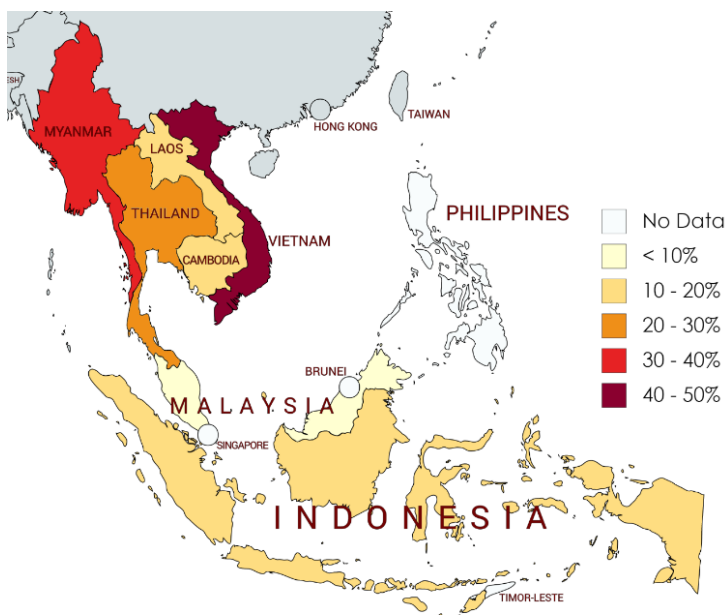 ESH
MYANMAR
LAOS
HONG KONG
TAIWAN
THAILAND
VIETNAM
CAMBODIA
PHILIPPINES
BRUNEI
MALAYSIA
SINGAPORE
INDONESIA
TIMOR-LESTE
No Data
< 10%
10 - 20%
20 - 30%
30 - 40%
40 - 50%